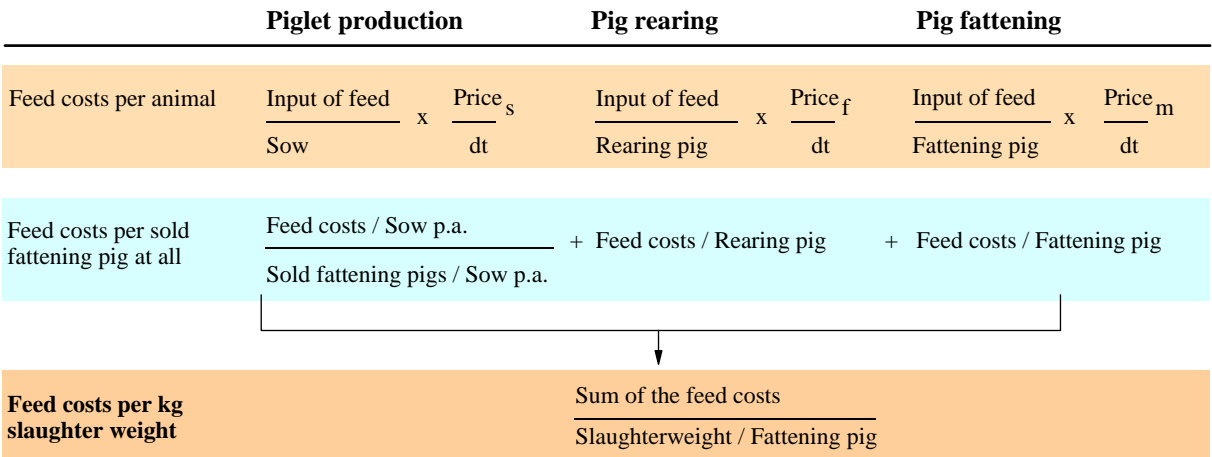 Piglet production Pig rearing Pig fattening
Feed costs per animal Input of feed x Price s Input of feed x Price f Input of feed x Price m
Sow dt Rearing pig dt Fattening pig dt
Feed costs per sold
fattening pig at all
Feed costs / Sow p.a. + Feed costs / Rearing pig + Feed costs / Fattening pig
Sold fattening pigs / Sow p.a.
Feed costs per kg
slaughter weight
Sum of the feed costs
Slaughterweight / Fattening pig